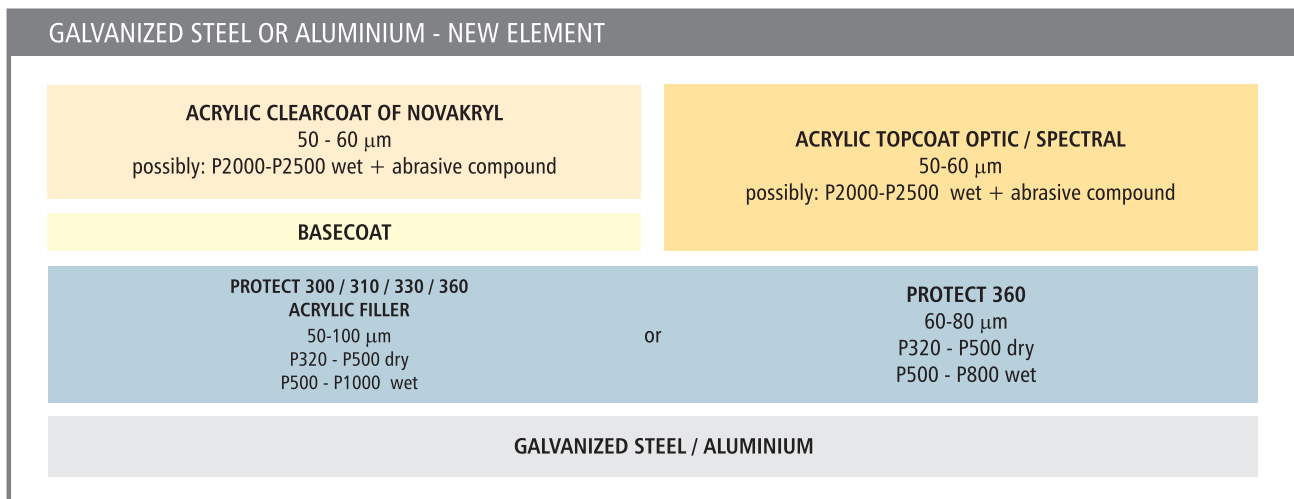 GALVANIZED STEEL OR ALUMINIUM - NEW ELEMENT
ACRYLIC CLEARCOAT OF NOVAKRYL
50 - 60 μm
possibly: P2000-P2500 wet + abrasive compound
BASECOAT
ACRYLIC TOPCOAT OPTIC / SPECTRAL
50-60 μm
possibly: P2000-P2500 wet + abrasive compound
PROTECT 300 / 310 / 330 / 360
ACRYLIC FILLER
50-100 μm
P320 - P500 dry
P500 - P1000 wet
or
PROTECT 360
60-80 μm
P320 - P500 dry
P500 - P800 wet
GALVANIZED STEEL / ALUMINIUM